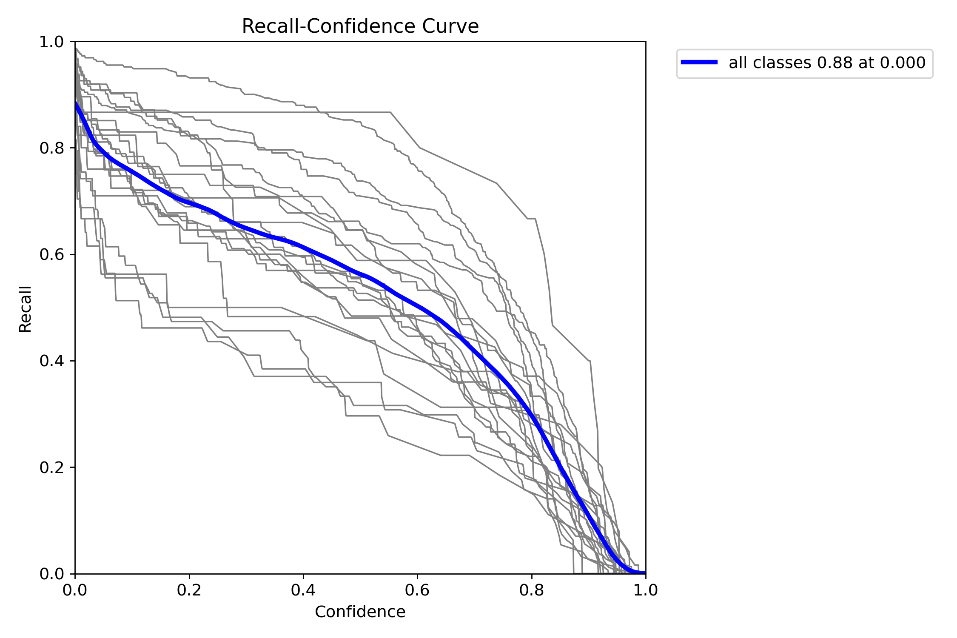 Recall-Confidence Curve
all classes 0.88 at 0.000
1.0
0.8
0.6
0.4
0.2
0.0
Recall
0.0 0.2 0.4 0.6 0.8 1.0
Confidence